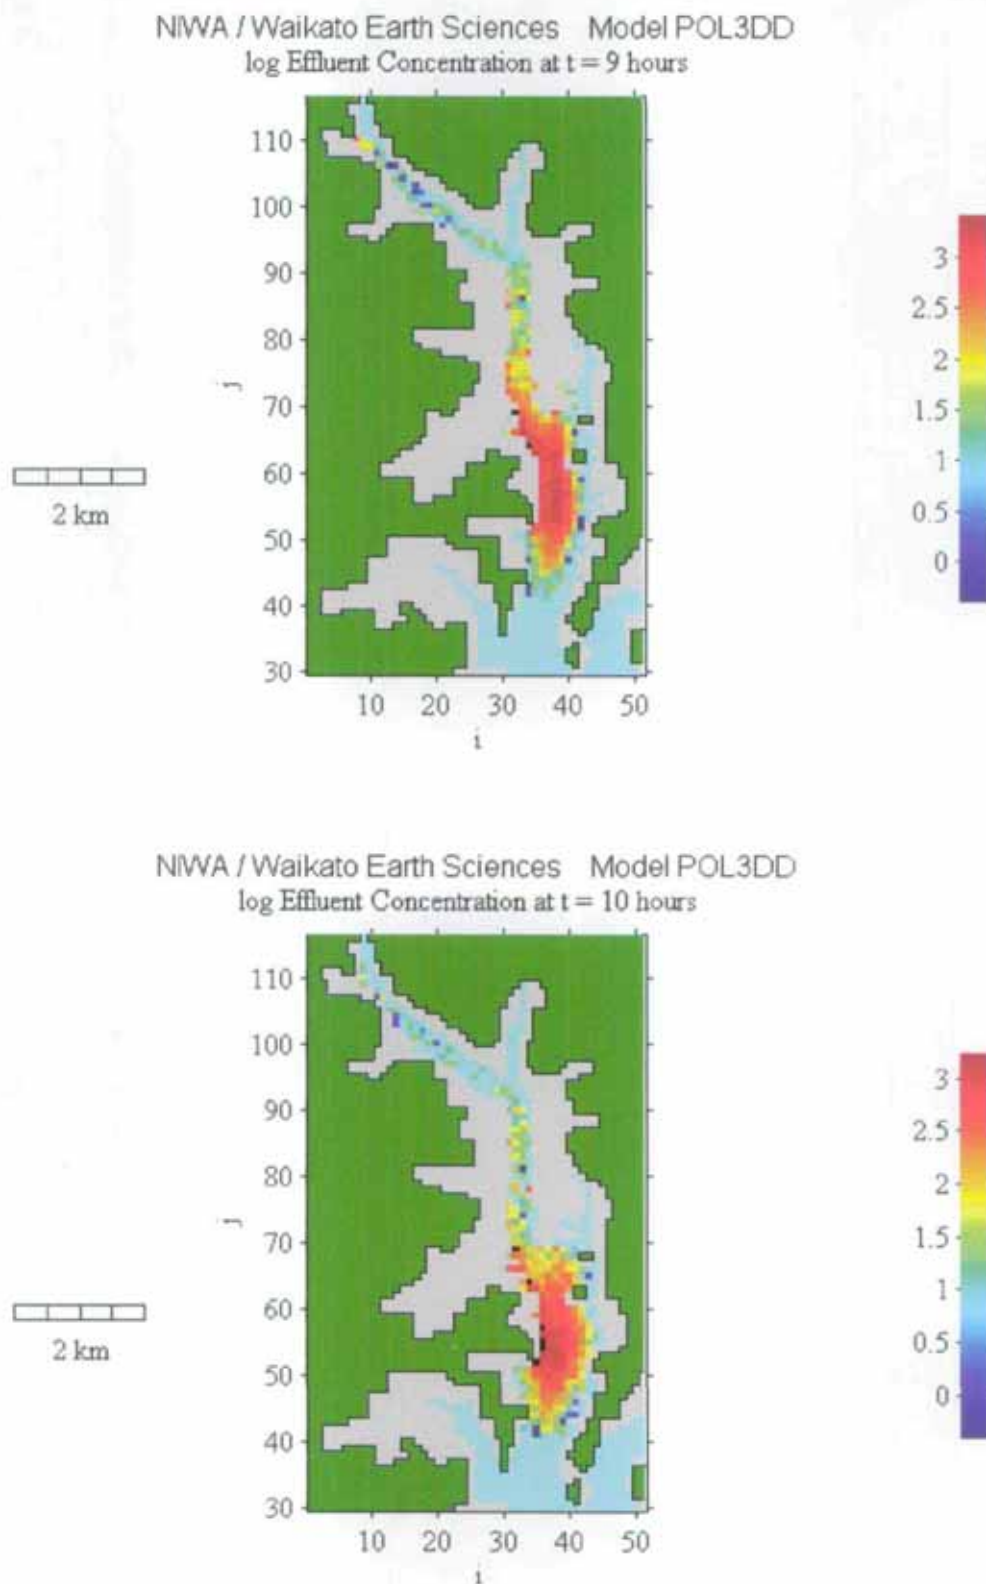 NIWA / Waikato Earth Sciences Model POL3DD
log Effluent Concentration at t = 9 hours
110
100
90
80
70
60
50
40
30
j
10 20 30 40 50
i
2 km
3
2.5
2
1.5
1
0.5
0
NIWA / Waikato Earth Sciences Model POL3DD
log Effluent Concentration at t = 10 hours
110
100
90
80
70
60
50
40
30
j
10 20 30 40 50
i
2 km
3
2.5
2
1.5
1
0.5
0